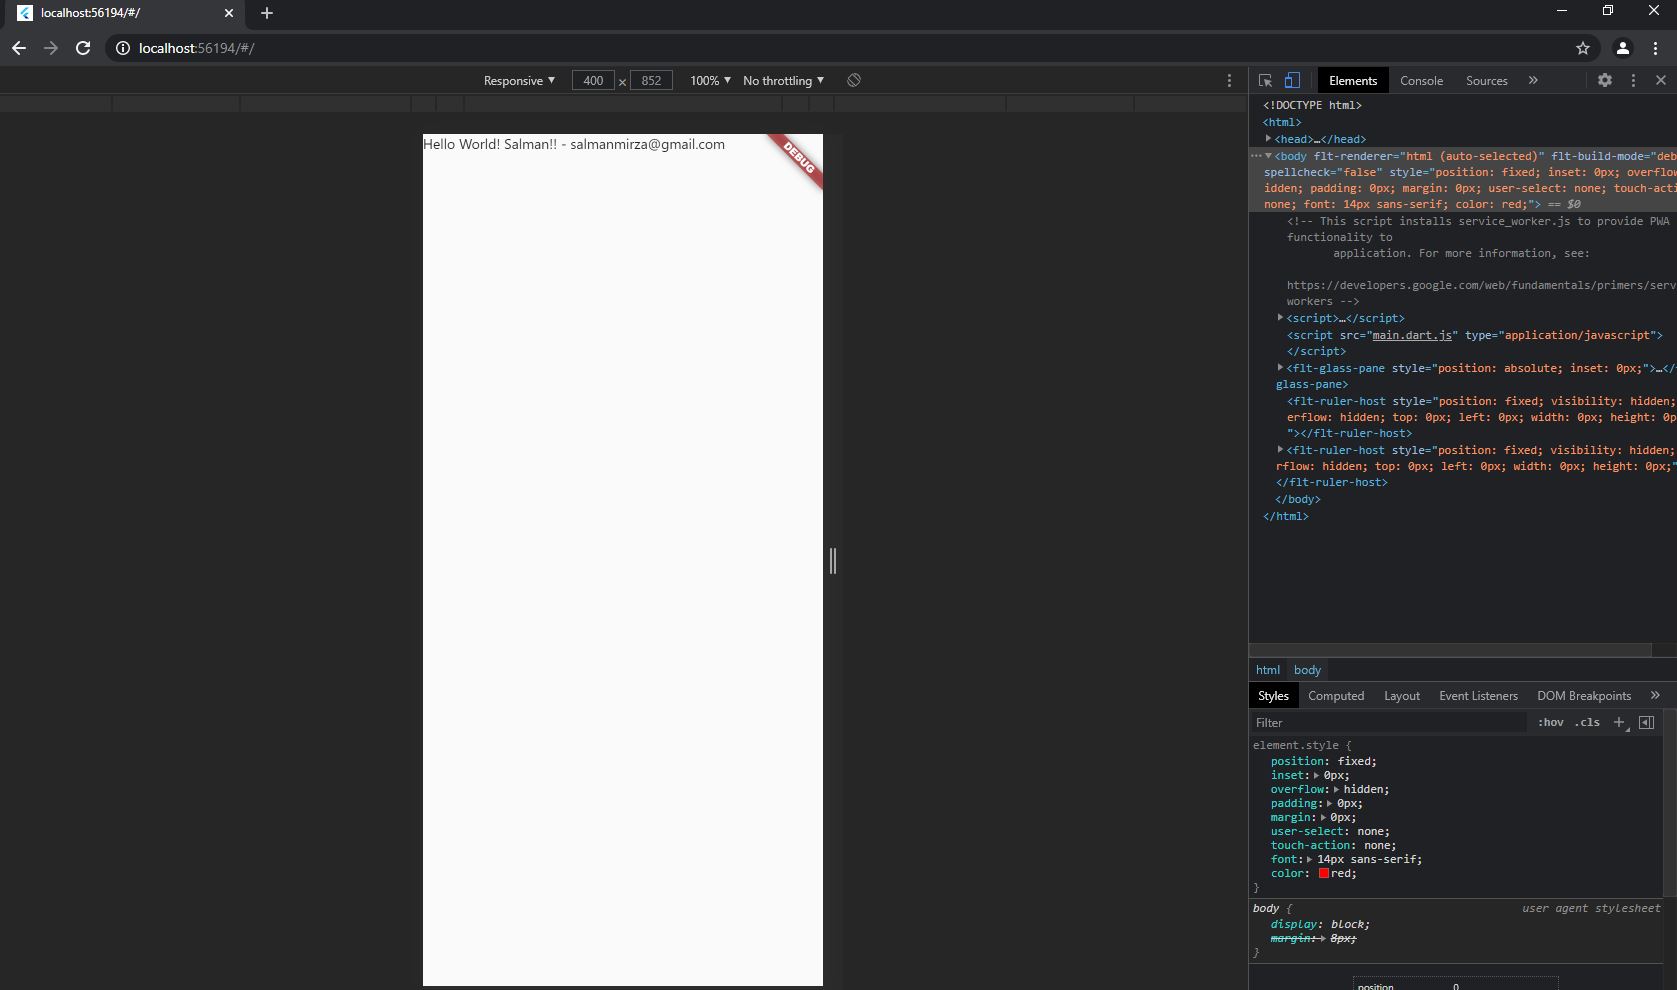 localhost:56194/#/
localhost:56194/#/
Responsive
400 × 852
100%
No throttling
Hello World! Salman!! - salmanmirza@gmail.com
DEBUG
Elements
Console
Sources
<!DOCTYPE html>
<html>
<head>…</head>
<body flt-renderer="html (auto-selected)" flt-build-mode="deb
spellcheck="false" style="position: fixed; inset: 0px; overflow
idden; padding: 0px; margin: 0px; user-select: none; touch-acti
none; font: 14px sans-serif; color: red;"> == $0
<!-- This script installs service_worker.js to provide PWA
functionality to
application. For more information, see:
https://developers.google.com/web/fundamentals/primers/serv
workers -->
<script>…</script>
<script src="main.dart.js" type="application/javascript">
</script>
<flt-glass-pane style="position: absolute; inset: 0px;">…</
glass-pane>
<flt-ruler-host style="position: fixed; visibility: hidden;
erflow: hidden; top: 0px; left: 0px; width: 0px; height: 0p
"></flt-ruler-host>
<flt-ruler-host style="position: fixed; visibility: hidden;
rflow: hidden; top: 0px; left: 0px; width: 0px; height: 0px;"
</flt-ruler-host>
</body>
</html>
html
body
Styles
Computed
Layout
Event Listeners
DOM Breakpoints
Filter
:hov
.cls
element.style {
position: fixed;
inset: 0px;
overflow: hidden;
padding: 0px;
margin: 0px;
user-select: none;
touch-action: none;
font: 14px sans-serif;
color: red;
}
body {
user agent stylesheet
display: block;
margin: 8px;
}
position
0